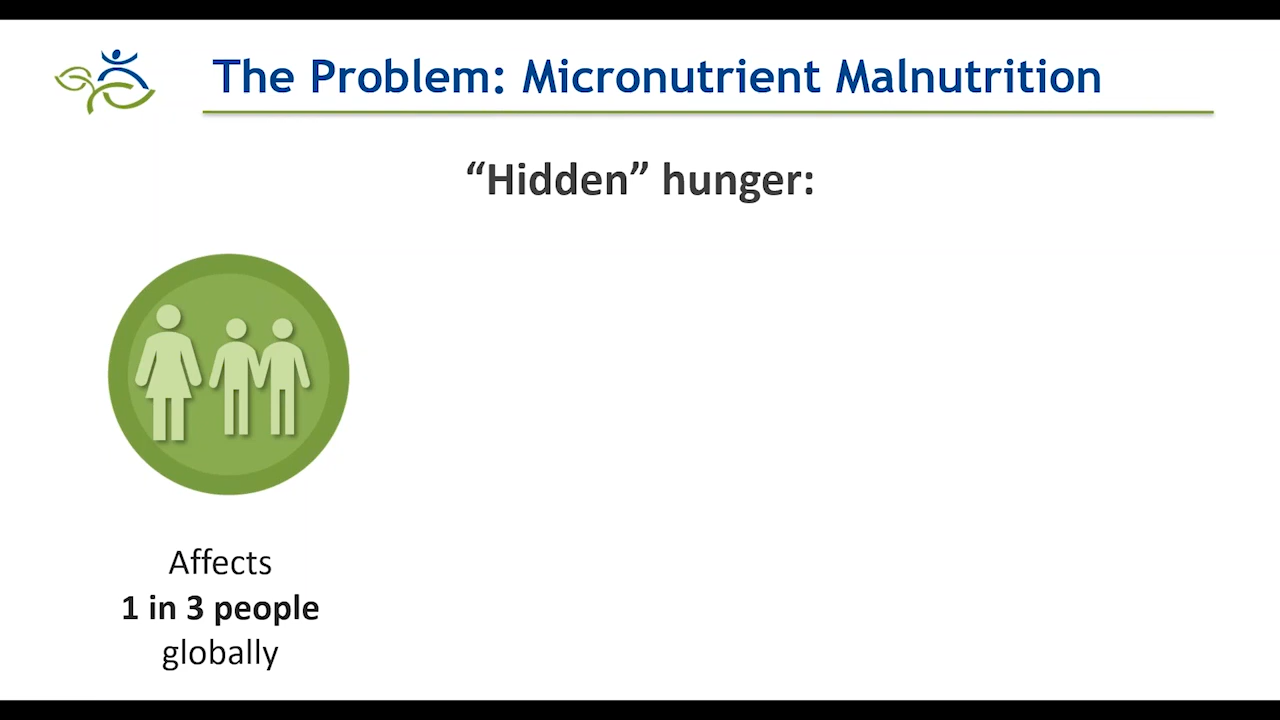 The Problem: Micronutrient Malnutrition
“Hidden” hunger:
Affects
1 in 3 people
globally